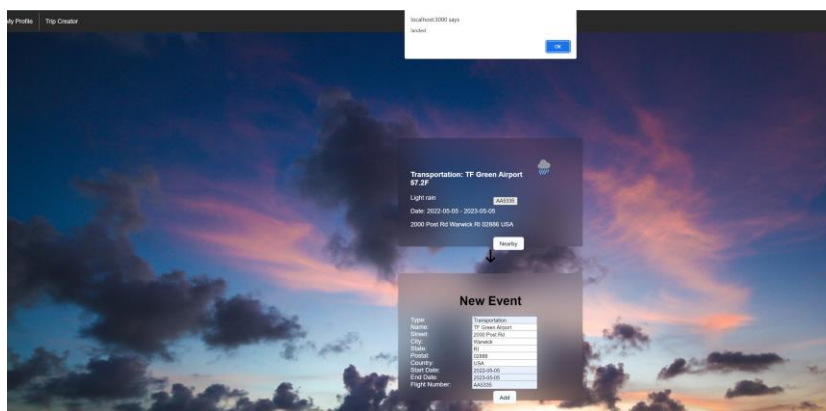 My Profile
Trip Creator
localhost:3000 says
landed
OK
Transportation: TF Green Airport
57.2F
Light rain
AA5335
Date: 2022-05-05 - 2023-05-05
2000 Post Rd Warwick RI 02886 USA
Nearby
New Event
Type: Transportation
Name: TF Green Airport
Street: 2000 Post Rd
City: Warwick
State: RI
Postal: 02886
Country: USA
Start Date: 2022-05-05
End Date: 2023-05-05
Flight Number: AA5335
Add